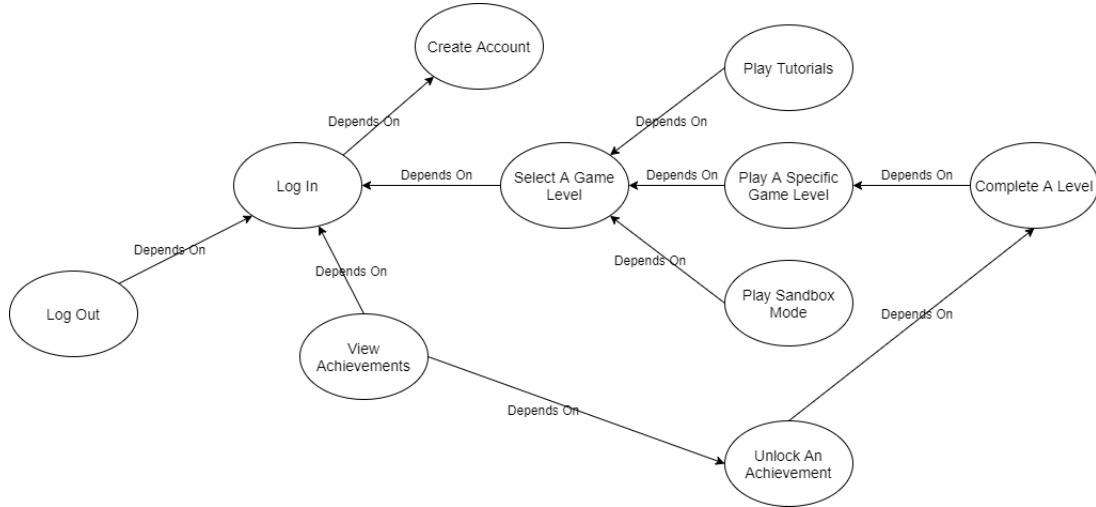 Create Account
Play Tutorials
Depends On
Depends On
Log In
Depends On
Select A Game
Level
Depends On
Play A Specific
Game Level
Depends On
Complete A Level
Depends On
Depends On
Depends On
Log Out
Play Sandbox
Mode
Depends On
View
Achievements
Depends On
Unlock An
Achievement